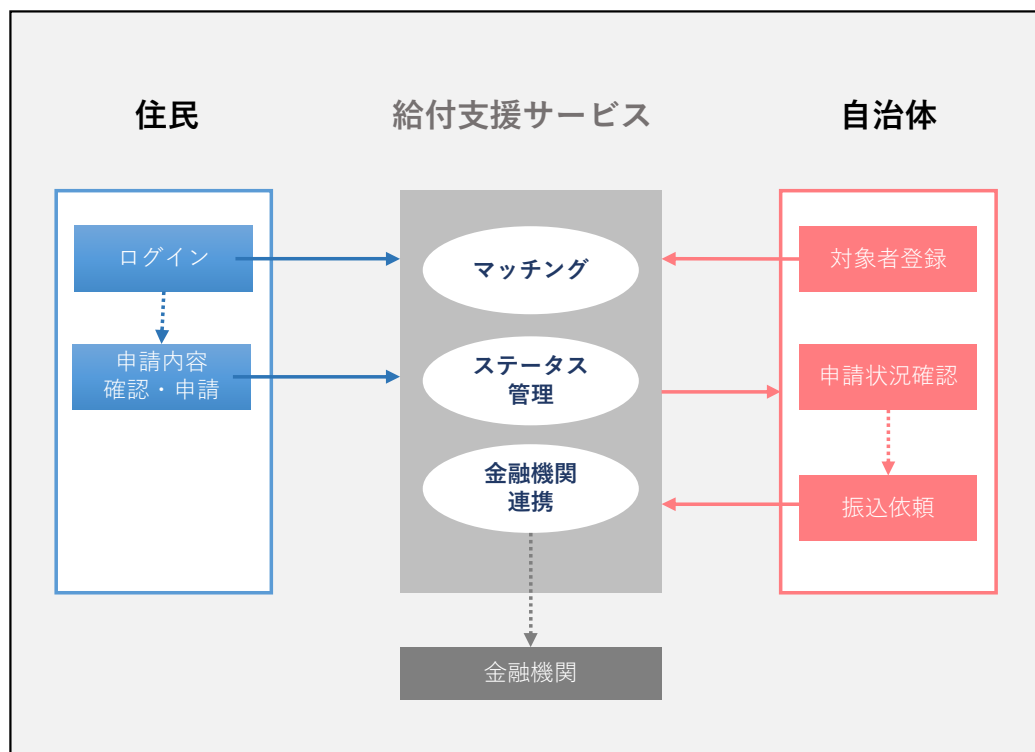 住民
給付支援サービス
自治体
ログイン
マッチング
対象者登録
申請内容
確認・申請
ステータス
管理
申請状況確認
金融機関
連携
振込依頼
金融機関